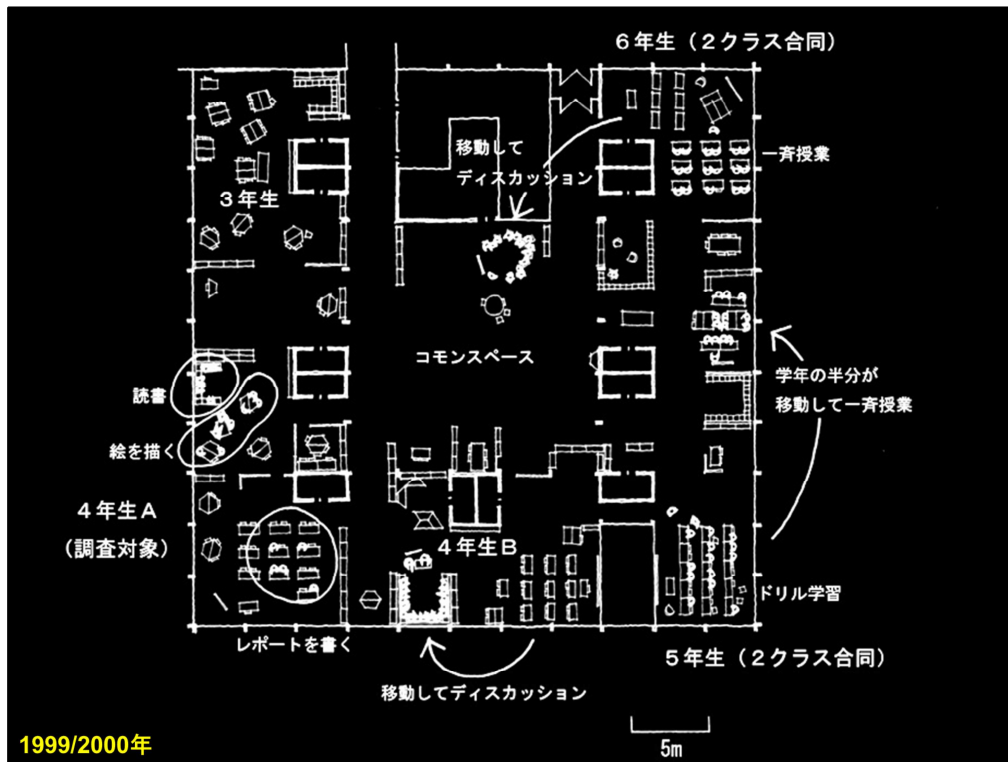 6年生（2クラス合同）
移動して
ディスカッション
一斉授業
3年生
コモンスペース
学年の半分が
移動して一斉授業
読書
絵を描く
4年生A
（調査対象）
4年生B
ドリル学習
レポートを書く
5年生（2クラス合同）
移動してディスカッション
1999/2000年
5m